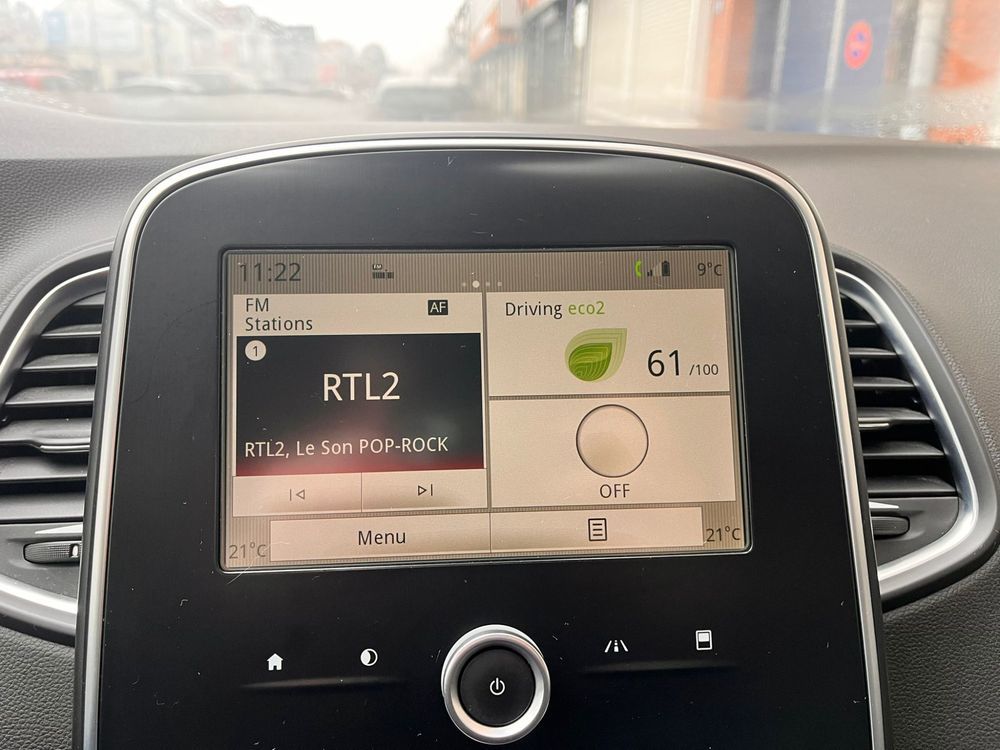 11:22
9°C
FM
Stations
AF
1
RTL2
RTL2, Le Son POP-ROCK
Driving eco2
61 /100
OFF
21°C
Menu
21°C